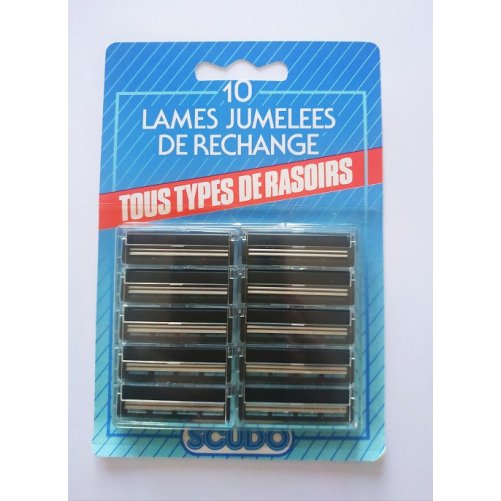 10
LAMES JUMELEES
DE RECHANGE
TOUS TYPES DE RASOIRS
SCUDO